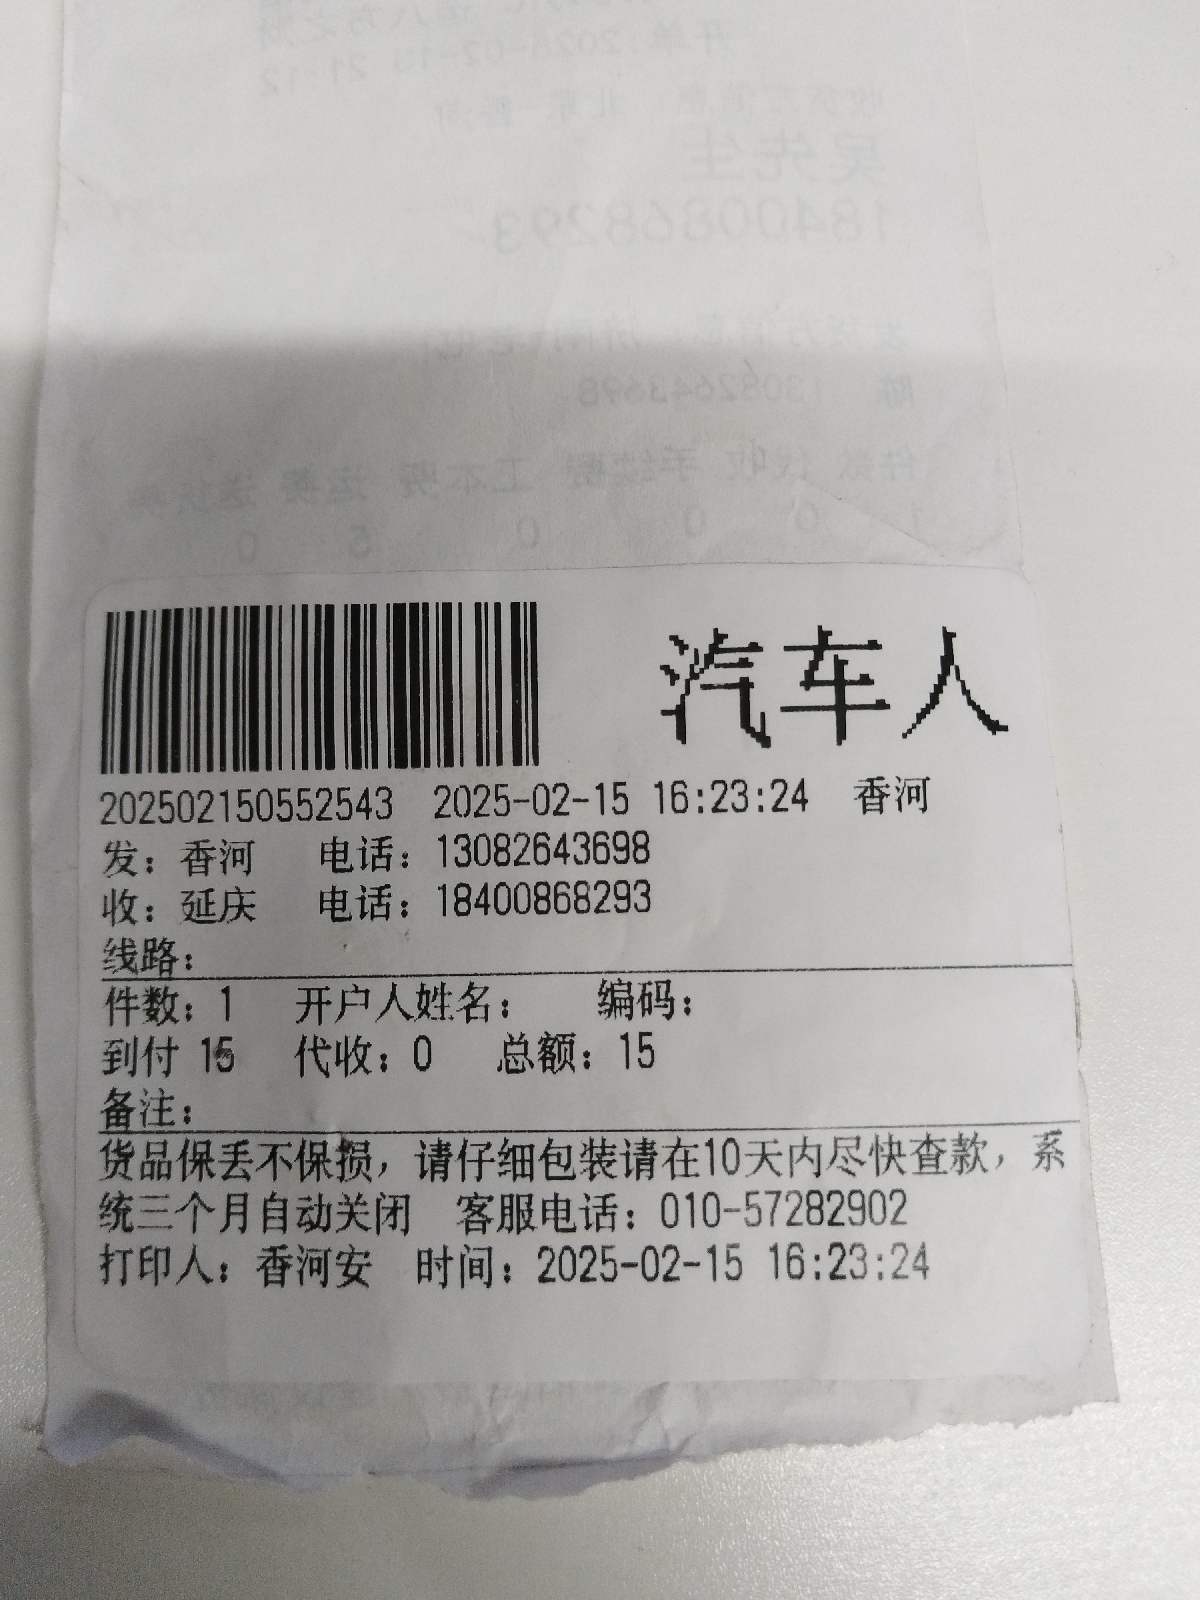 吴先生
18400868293
13082643698
汽车人
202502150552543 2025-02-15 16:23:24 香河
发：香河 电话：13082643698
收：延庆 电话：18400868293
线路：
件数：1 开户人姓名： 编码：
到付 15 代收：0 总额：15
备注：
货品保丢不保损，请仔细包装请在10天内尽快查款，系
统三个月自动关闭 客服电话：010-57282902
打印人：香河安 时间：2025-02-15 16:23:24